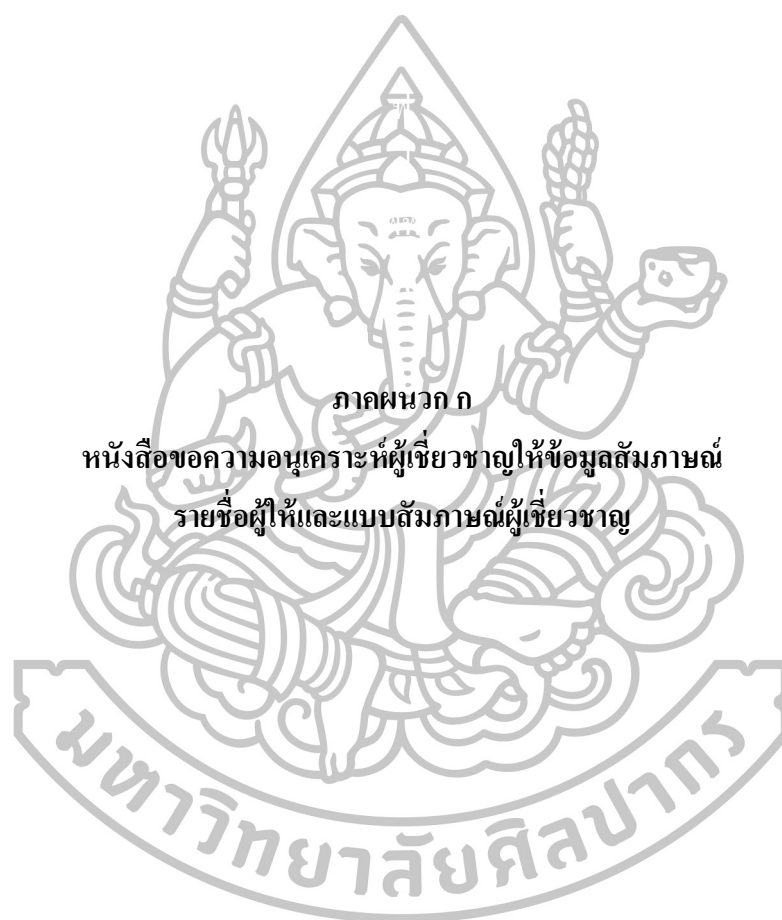 ภาคผนวก ก
หนังสือขอความอนุเคราะห์ผู้เชี่ยวชาญให้ข้อมูลสัมภาษณ์
รายชื่อผู้ให้และแบบสัมภาษณ์ผู้เชี่ยวชาญ
มหาวิทยาลัยศิลปากร